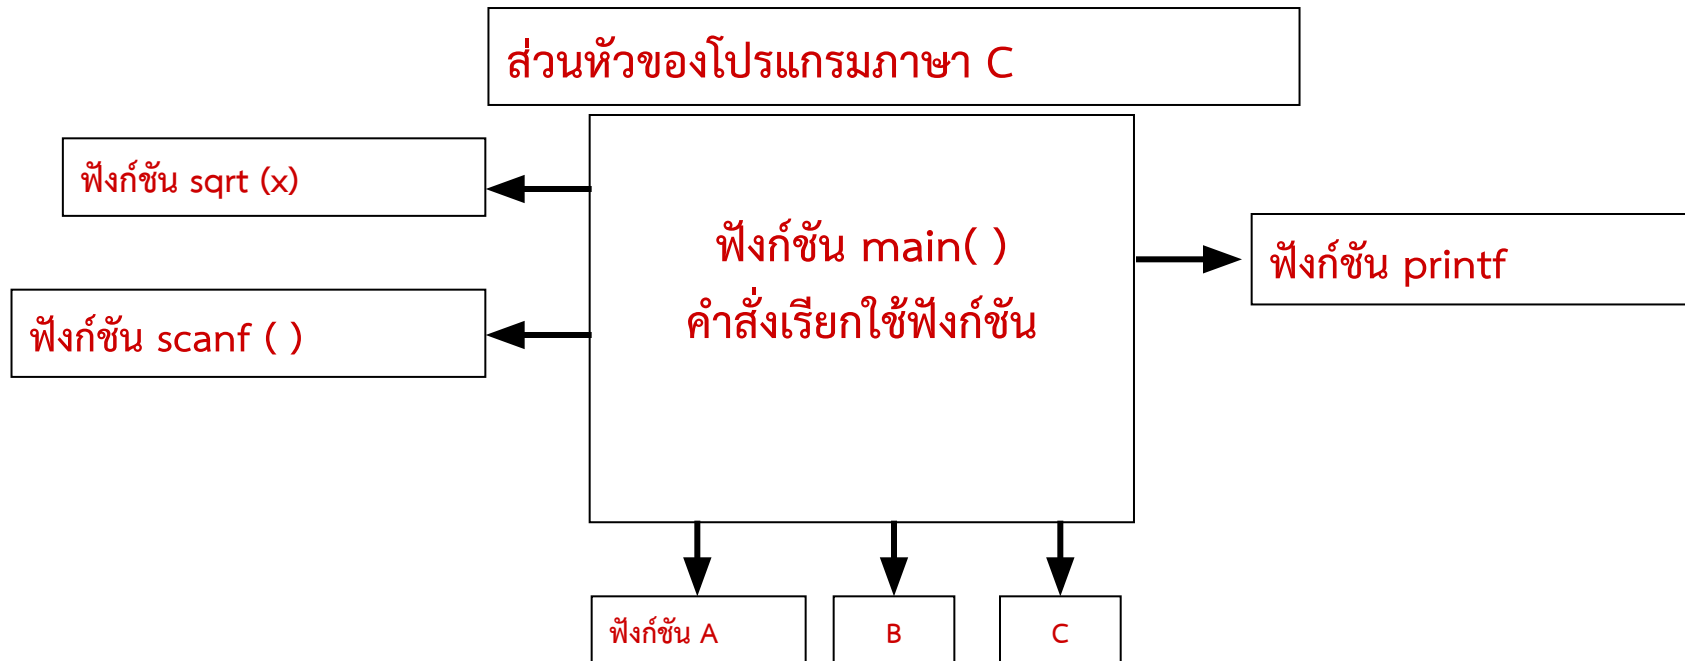 ส่วนหัวของโปรแกรมภาษา C
ฟังก์ชัน sqrt (x)
ฟังก์ชัน main( )
คำสั่งเรียกใช้ฟังก์ชัน
ฟังก์ชัน printf
ฟังก์ชัน scanf ( )
ฟังก์ชัน A
B
C